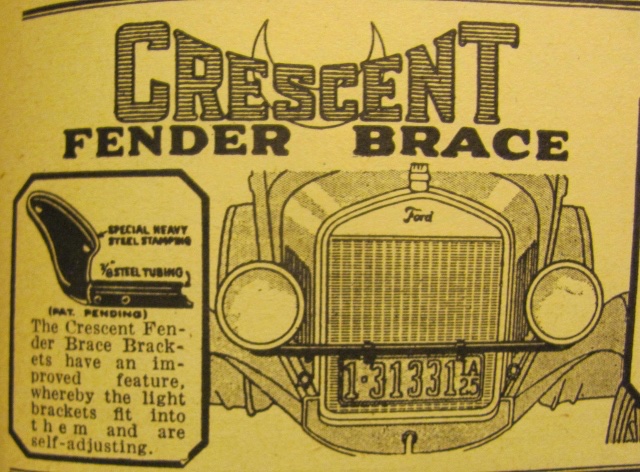 CRESCENT
FENDER BRACE
SPECIAL HEAVY
STEEL STAMPING
5/8" STEEL TUBING
(PAT. PENDING)
The Crescent Fen-
der Brace Brack-
ets have an im-
proved feature,
whereby the light
brackets fit into
them and are
self-adjusting.
Ford
1·31331 IA
25